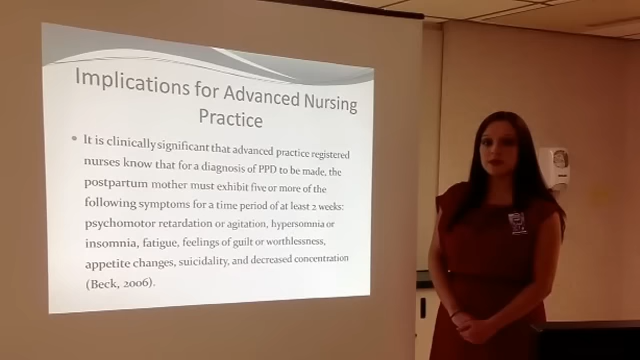 Implications for Advanced Nursing
Practice
It is clinically significant that advanced practice registered
nurses know that for a diagnosis of PPD to be made, the
postpartum mother must exhibit five or more of the
following symptoms for a time period of at least 2 weeks:
psychomotor retardation or agitation, hypersomnia or
insomnia, fatigue, feelings of guilt or worthlessness,
appetite changes, suicidality, and decreased concentration
(Beck, 2006).